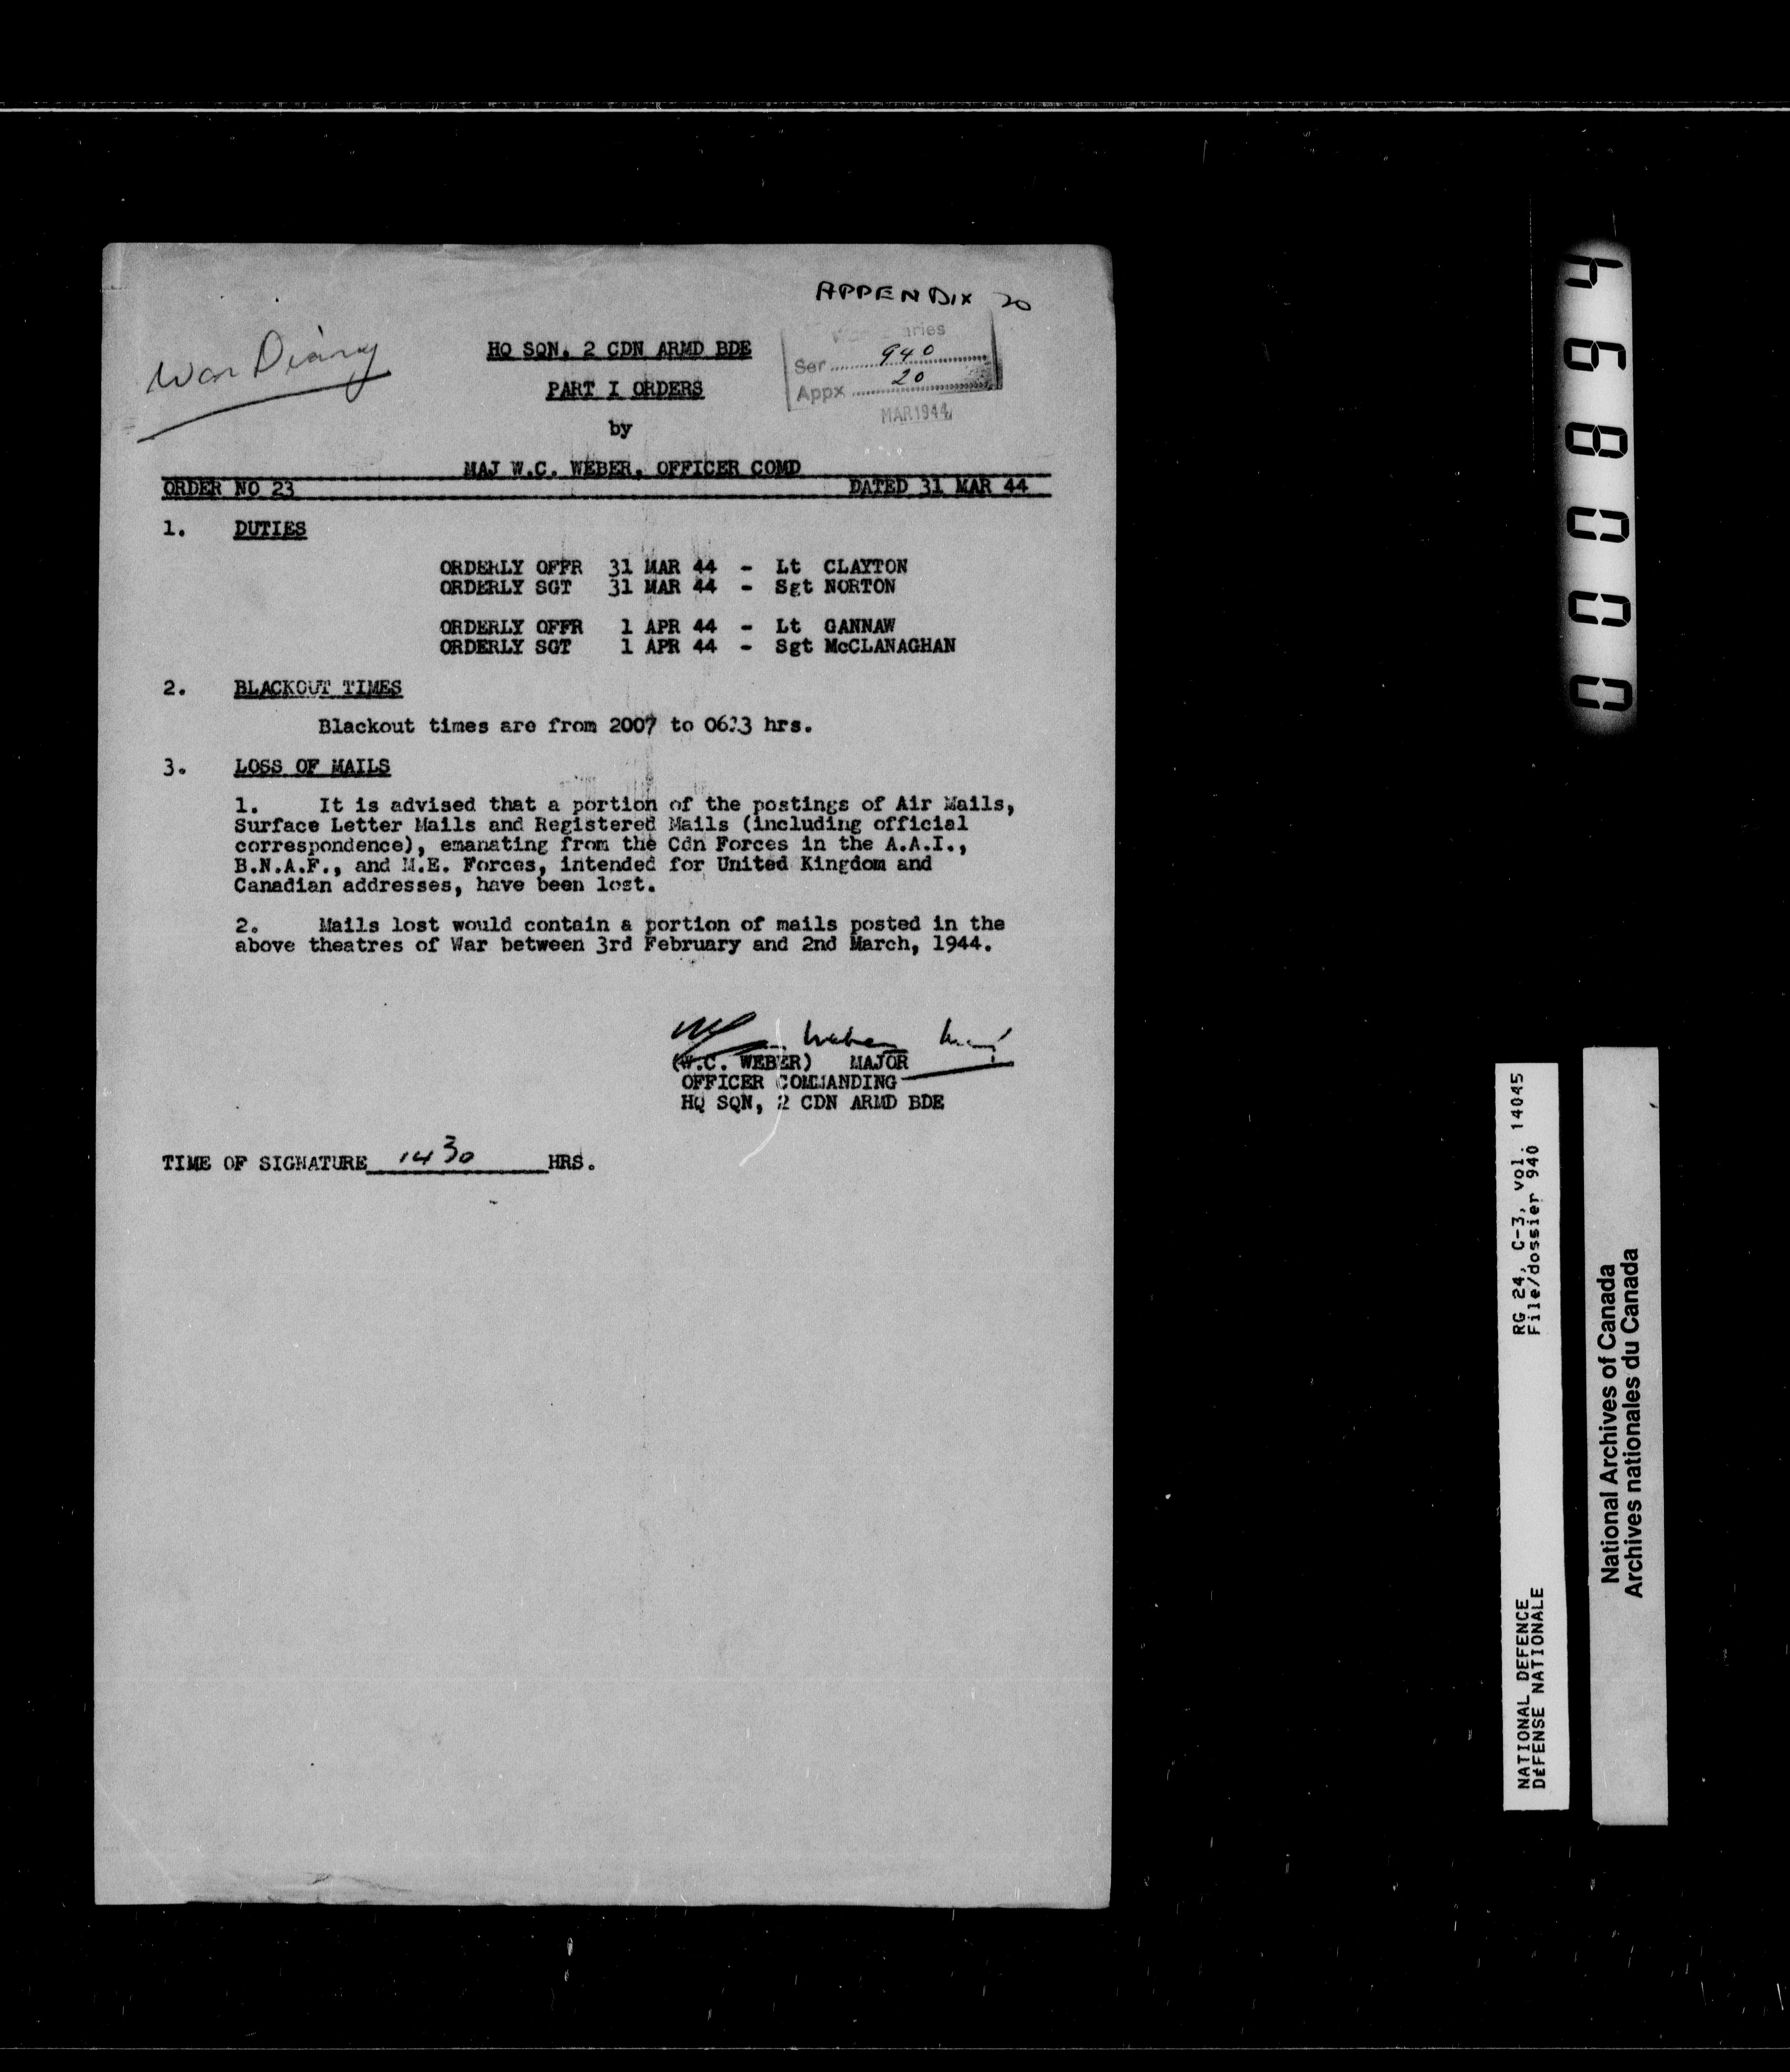 APPENDIX 20
War Diary
HQ SQN, 2 CDN ARMD BDE
Ser 940
PART I ORDERS
Appx 20
MAR 1944
by
MAJ W.C. WEBER, OFFICER COMD
ORDER NO 23 DATED 31 MAR 44
1. DUTIES
ORDERLY OFFR 31 MAR 44 - Lt CLAYTON
ORDERLY SGT 31 MAR 44 - Sgt NORTON
ORDERLY OFFR 1 APR 44 - Lt GANNAW
ORDERLY SGT 1 APR 44 - Sgt McCLANAGHAN
2. BLACKOUT TIMES
Blackout times are from 2007 to hrs.
3. LOSS OF MAILS
1. It is advised that a portion of the postings of Air Mails,
Surface Letter Mails and Registered Mails (including official
correspondence), emanating from the Cdn Forces in the A.A.I.,
B.N.A.F., and M.E. Forces, intended for United Kingdom and
Canadian addresses, have been lost.
2. Mails lost would contain a portion of mails posted in the
above theatres of War between 3rd February and 2nd March, 1944.
Weber Maj
(W.C. WEBER) MAJOR
OFFICER COMMANDING
HQ SQN, 2 CDN ARMD BDE
TIME OF SIGNATURE 1430 HRS.
0000894
RG 24, C-3, vol. 14045
File/dossier 940
NATIONAL DEFENCE
DÉFENSE NATIONALE
National Archives of Canada
Archives nationales du Canada